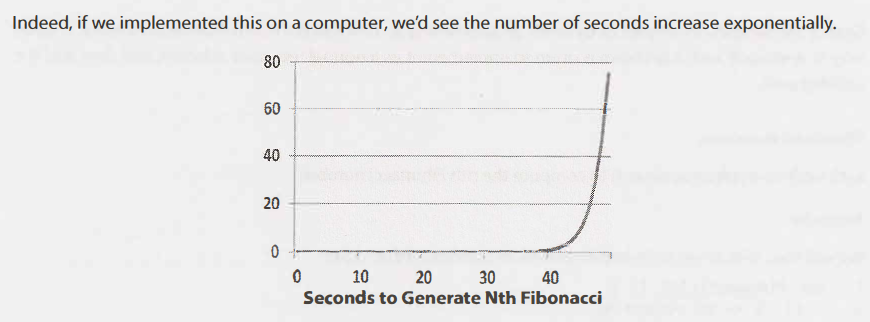 Indeed, if we implemented this on a computer, we'd see the number of seconds increase exponentially.
80
60
40
20
0
0 10 20 30 40
Seconds to Generate Nth Fibonacci